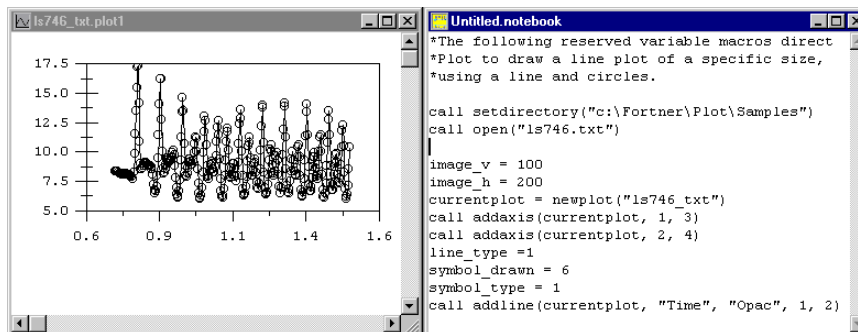 ls746_txt.plot1
17.5
15.0
12.5
10.0
7.5
5.0
0.6 0.9 1.1 1.4 1.6
Untitled.notebook
*The following reserved variable macros direct
*Plot to draw a line plot of a specific size,
*using a line and circles.
call setdirectory("c:\Fortner\Plot\Samples")
call open("ls746.txt")
image_v = 100
image_h = 200
currentplot = newplot("ls746_txt")
call addaxis(currentplot, 1, 3)
call addaxis(currentplot, 2, 4)
line_type =1
symbol_drawn = 6
symbol_type = 1
call addline(currentplot, "Time", "Opac", 1, 2)